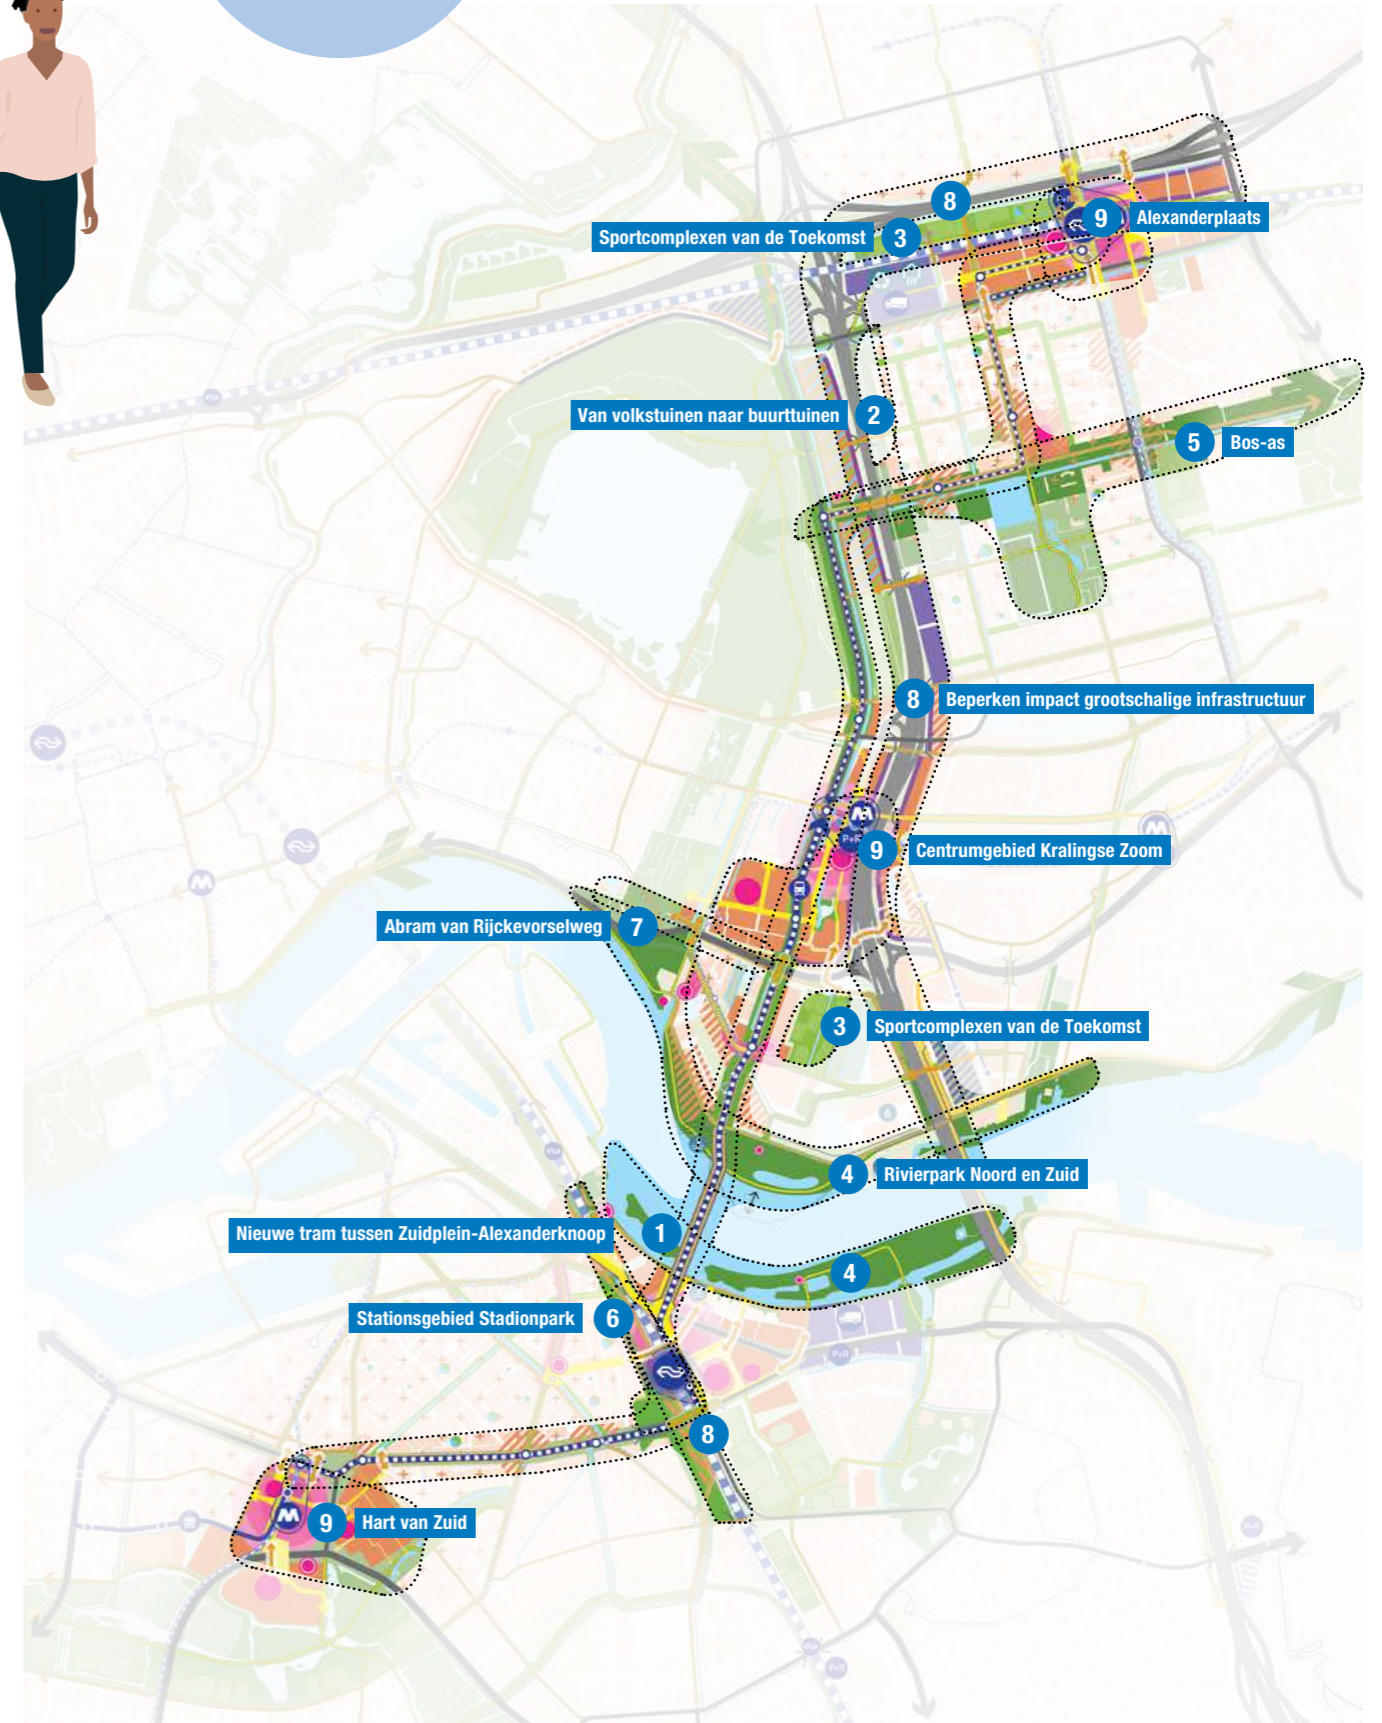 8
9 Alexanderplaats
Sportcomplexen van de Toekomst 3
Van volkstuinen naar buurttuinen 2
5 Bos-as
8 Beperken impact grootschalige infrastructuur
M
P+R
M
9 Centrumgebied Kralingse Zoom
M
Abram van Rijckevorselweg 7
3 Sportcomplexen van de Toekomst
4 Rivierpark Noord en Zuid
Nieuwe tram tussen Zuidplein-Alexanderknoop 1
4
Stationsgebied Stadionpark 6
P+R
8
M
9 Hart van Zuid
P+R
P+R